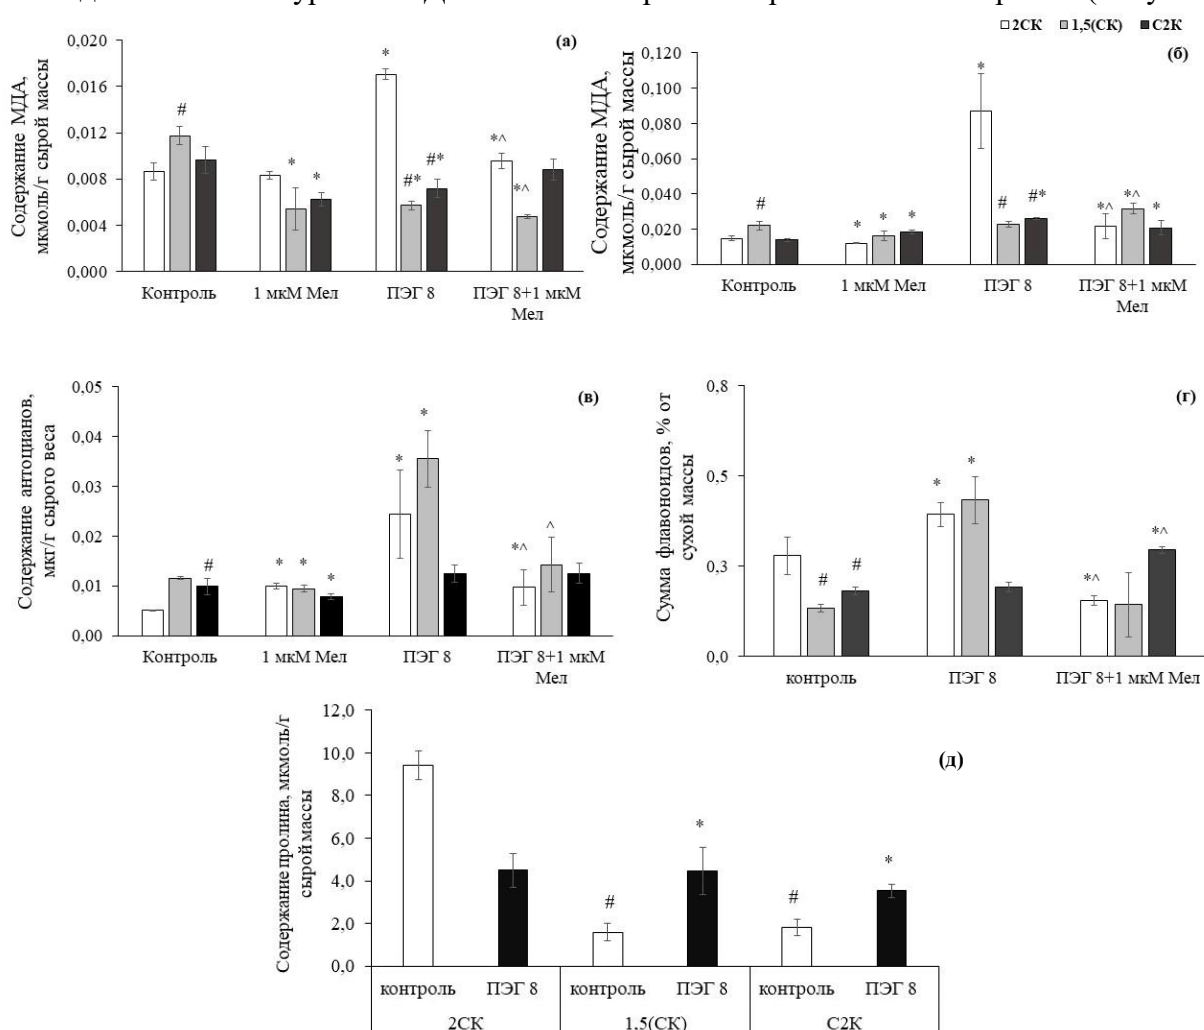 □ 2СК ■ 1,5(СК) ■ С2К
(а)
Содержание МДА,
мкмоль/г сырой массы
0,020
0,016
0,012
0,008
0,004
0,000
#
*
*
*
#*
#*
*^
*^
Контроль
1 мкМ Мел
ПЭГ 8
ПЭГ 8+1 мкМ
Мел
(б)
Содержание МДА,
мкмоль/г сырой массы
0,120
0,100
0,080
0,060
0,040
0,020
0,000
#
*
*
*
*
#
#*
*^
*^
*
Контроль
1 мкМ Мел
ПЭГ 8
ПЭГ 8+1 мкМ
Мел
(в)
Содержание антоцианов,
мкг/г сырого веса
0,05
0,04
0,03
0,02
0,01
0,00
#
*
*
*
*
*
*^
^
Контроль
1 мкМ Мел
ПЭГ 8
ПЭГ 8+1 мкМ
Мел
(г)
Сумма флавоноидов, % от
сухой массы
0,8
0,5
0,3
0,0
#
#
*
*
*^
*^
контроль
ПЭГ 8
ПЭГ 8+1 мкМ Мел
(д)
Содержание пролина, мкмоль/г
сырой массы
12,0
10,0
8,0
6,0
4,0
2,0
0,0
#
*
#
*
контроль
ПЭГ 8
контроль
ПЭГ 8
контроль
ПЭГ 8
2СК
1,5(СК)
С2К